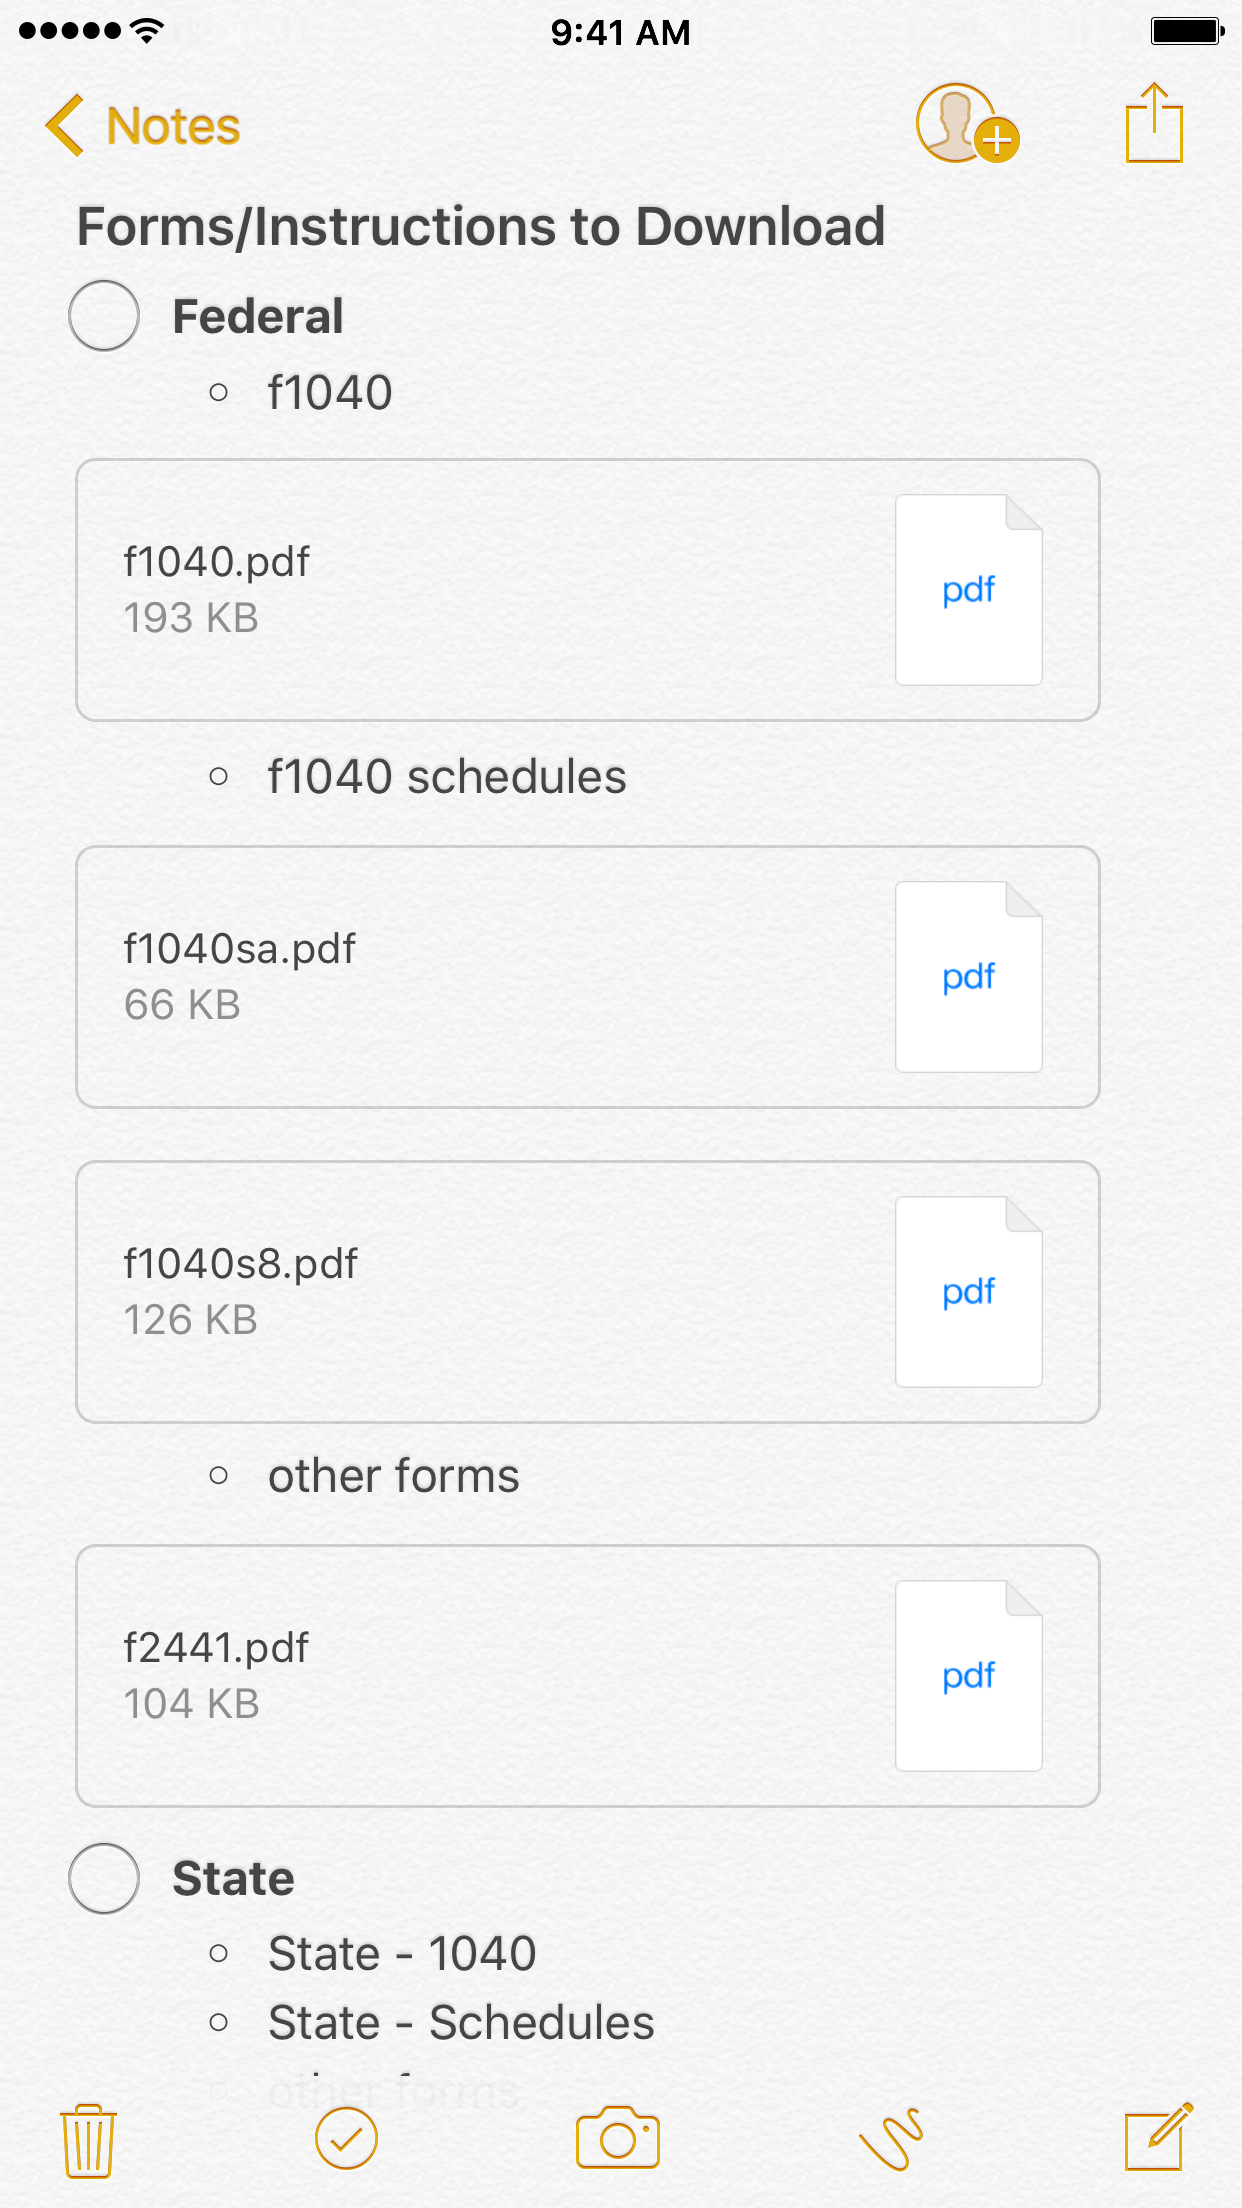 9:41 AM
Notes
Forms/Instructions to Download
Federal
f1040
f1040.pdf
193 KB
pdf
f1040 schedules
f1040sa.pdf
66 KB
pdf
f1040s8.pdf
126 KB
pdf
other forms
f2441.pdf
104 KB
pdf
State
State - 1040
State - Schedules
other forms